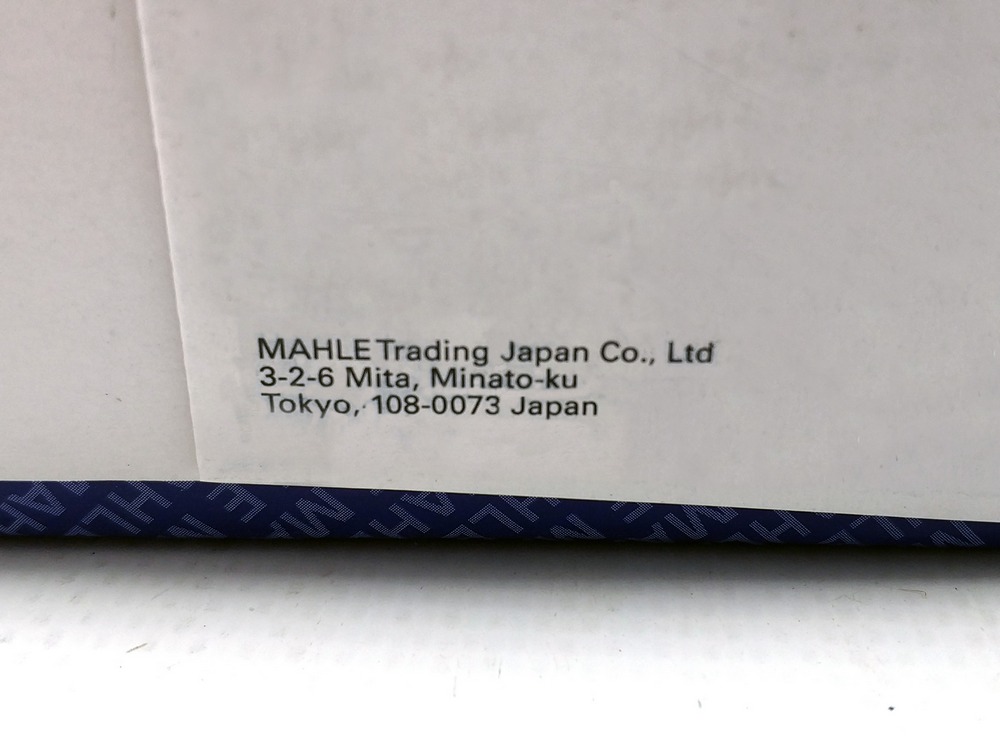 MAHLE Trading Japan Co., Ltd
3-2-6 Mita, Minato-ku
Tokyo, 108-0073 Japan